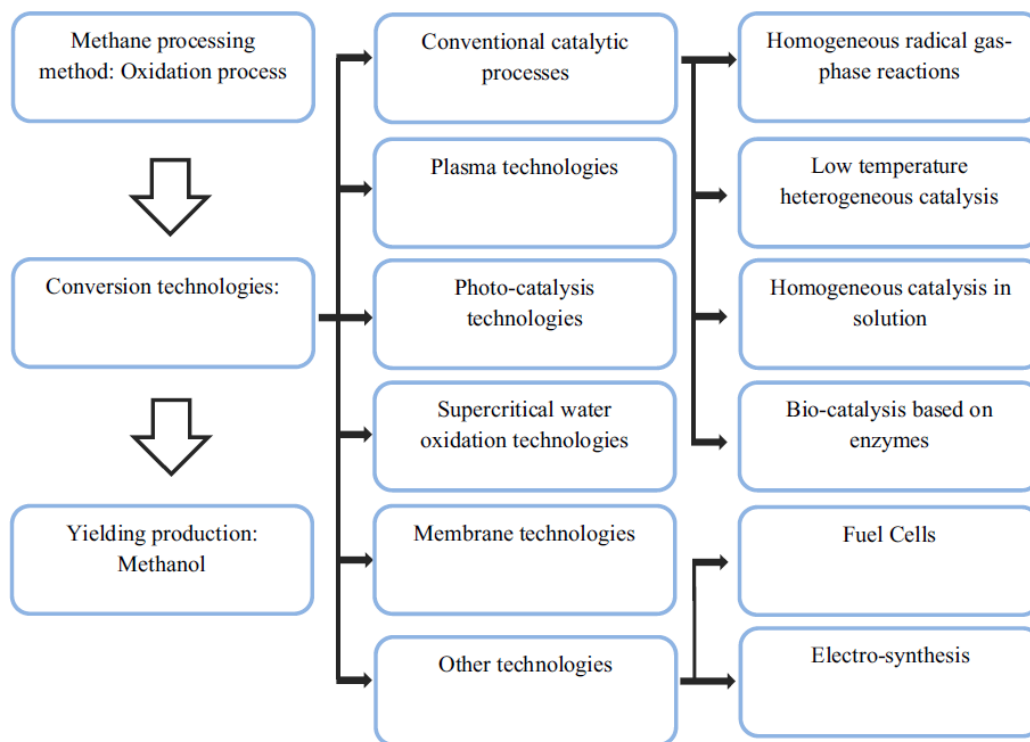 Methane processing
method: Oxidation process
Conversion technologies:
Yielding production:
Methanol
Conventional catalytic
processes
Plasma technologies
Photo-catalysis
technologies
Supercritical water
oxidation technologies
Membrane technologies
Other technologies
Homogeneous radical gas-
phase reactions
Low temperature
heterogeneous catalysis
Homogeneous catalysis in
solution
Bio-catalysis based on
enzymes
Fuel Cells
Electro-synthesis